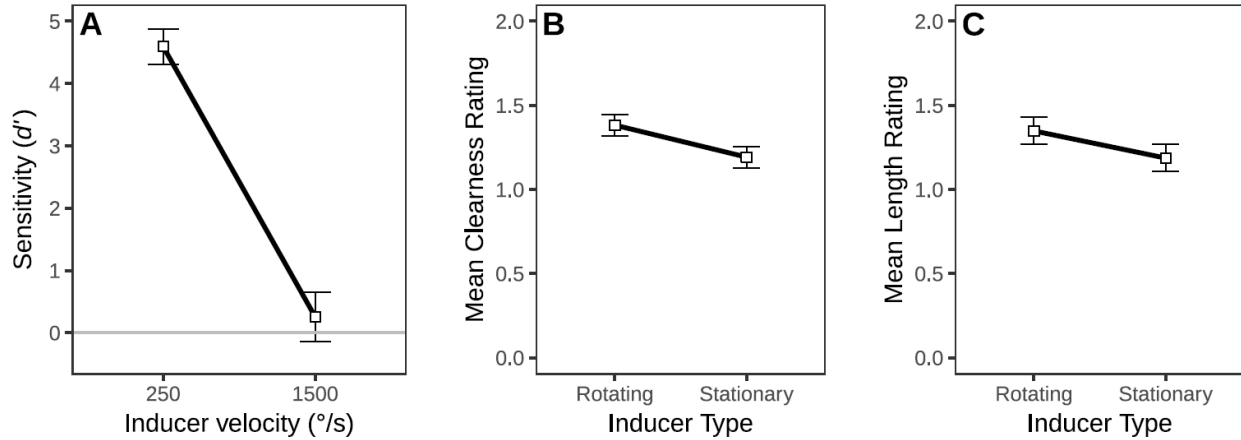 A
Sensitivity (d′)
5
4
3
2
1
0
250
1500
Inducer velocity (°/s)
B
Mean Clearness Rating
2.0
1.5
1.0
0.5
0.0
Rotating
Stationary
Inducer Type
C
Mean Length Rating
2.0
1.5
1.0
0.5
0.0
Rotating
Stationary
Inducer Type